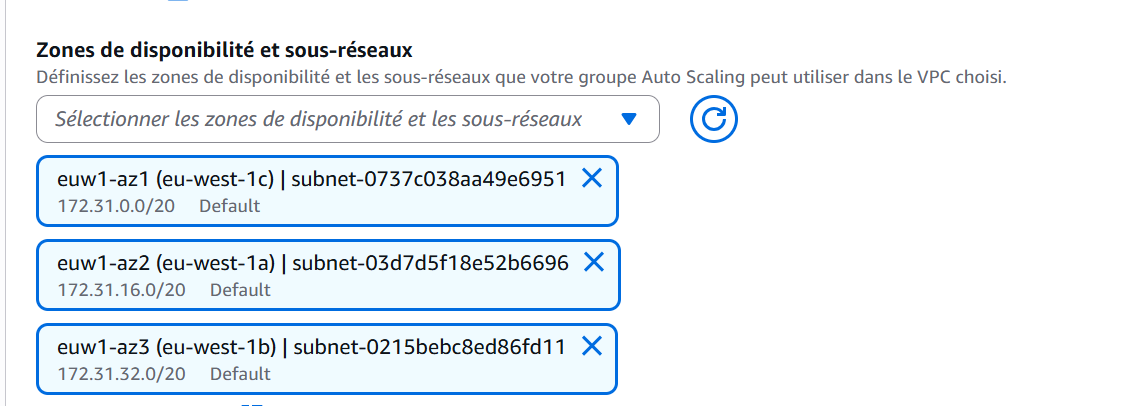 Zones de disponibilité et sous-réseaux
Définissez les zones de disponibilité et les sous-réseaux que votre groupe Auto Scaling peut utiliser dans le VPC choisi.
Sélectionner les zones de disponibilité et les sous-réseaux
euw1-az1 (eu-west-1c) | subnet-0737c038aa49e6951
172.31.0.0/20 Default
euw1-az2 (eu-west-1a) | subnet-03d7d5f18e52b6696
172.31.16.0/20 Default
euw1-az3 (eu-west-1b) | subnet-0215bebc8ed86fd11
172.31.32.0/20 Default